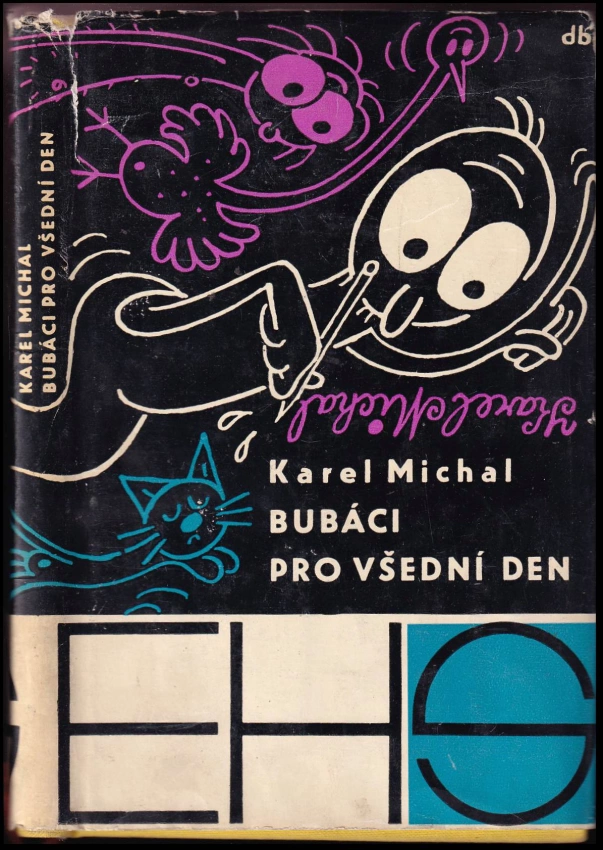 db
Karel Michal
Karel Michal
BUBÁCI
PRO VŠEDNÍ DEN
KAREL MICHAL
BUBÁCI PRO VŠEDNÍ DEN
EHS